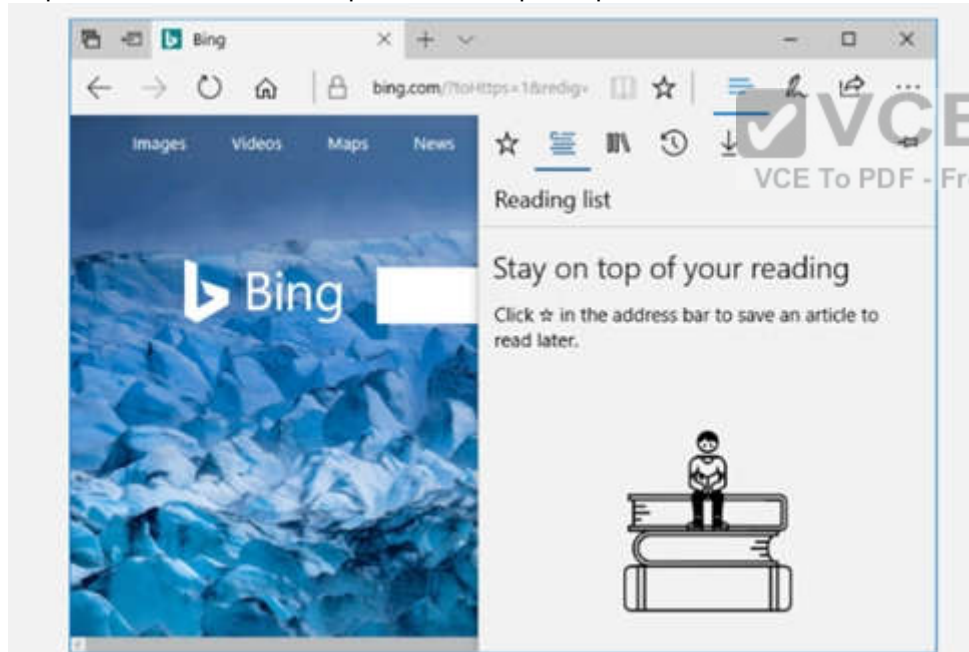 Bing
bing.com/?toHttps=1&redig=
Images Videos Maps News
VCE
VCE To PDF - Fr
Reading list
Bing
Stay on top of your reading
Click ☆ in the address bar to save an article to
read later.